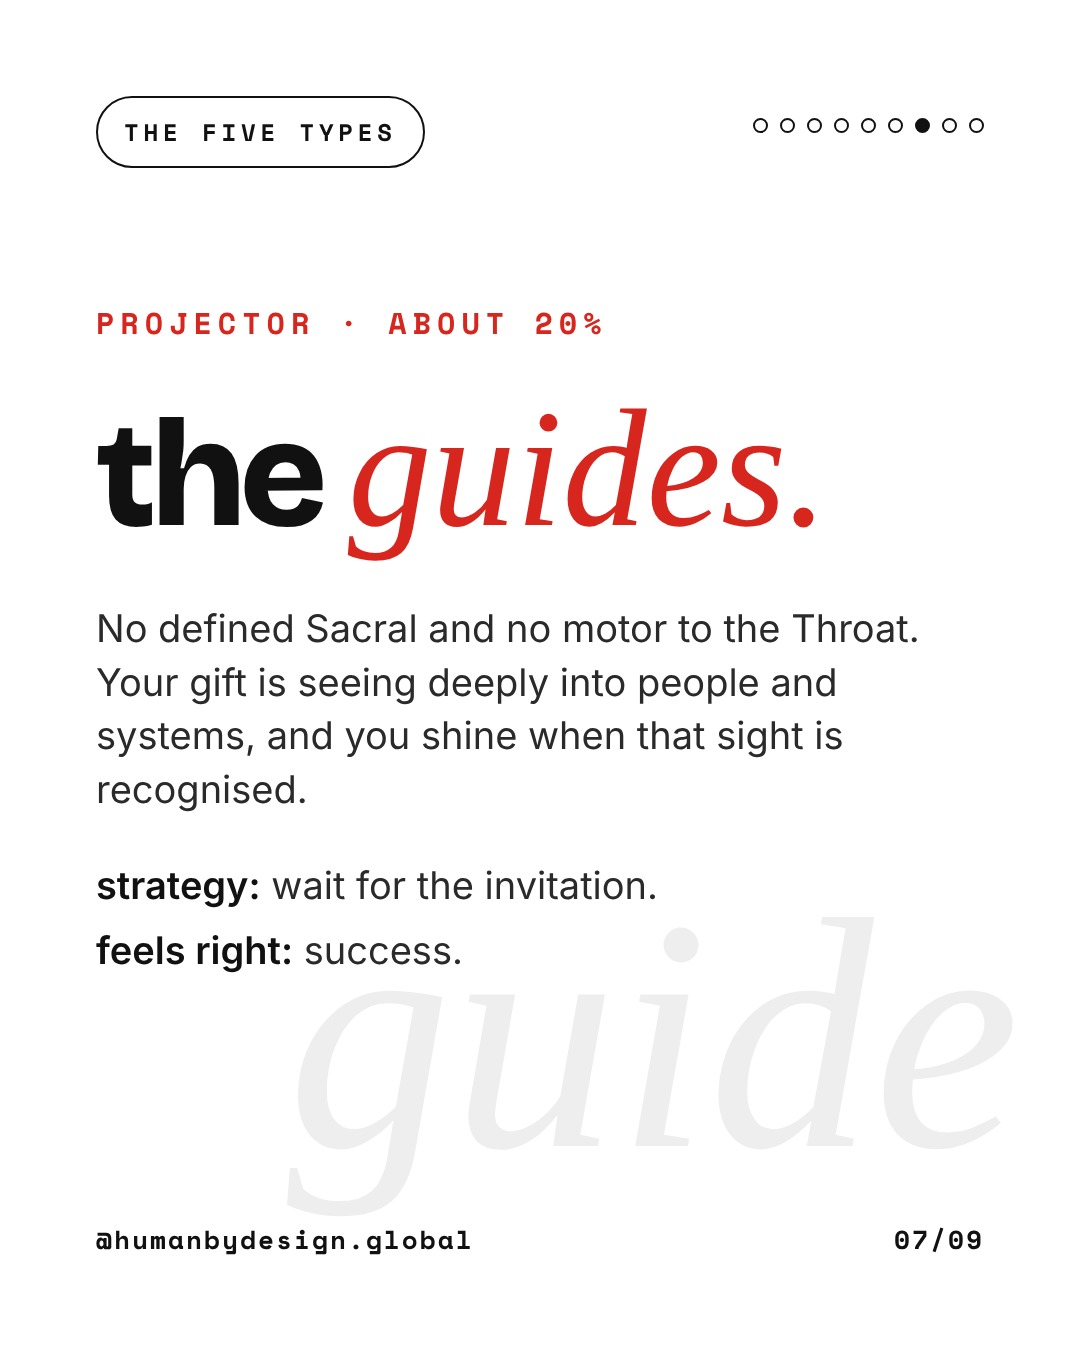 THE FIVE TYPES
PROJECTOR · ABOUT 20%
the guides.
No defined Sacral and no motor to the Throat.
Your gift is seeing deeply into people and
systems, and you shine when that sight is
recognised.
strategy: wait for the invitation.
feels right: success.
guide
@humanbydesign.global
07/09